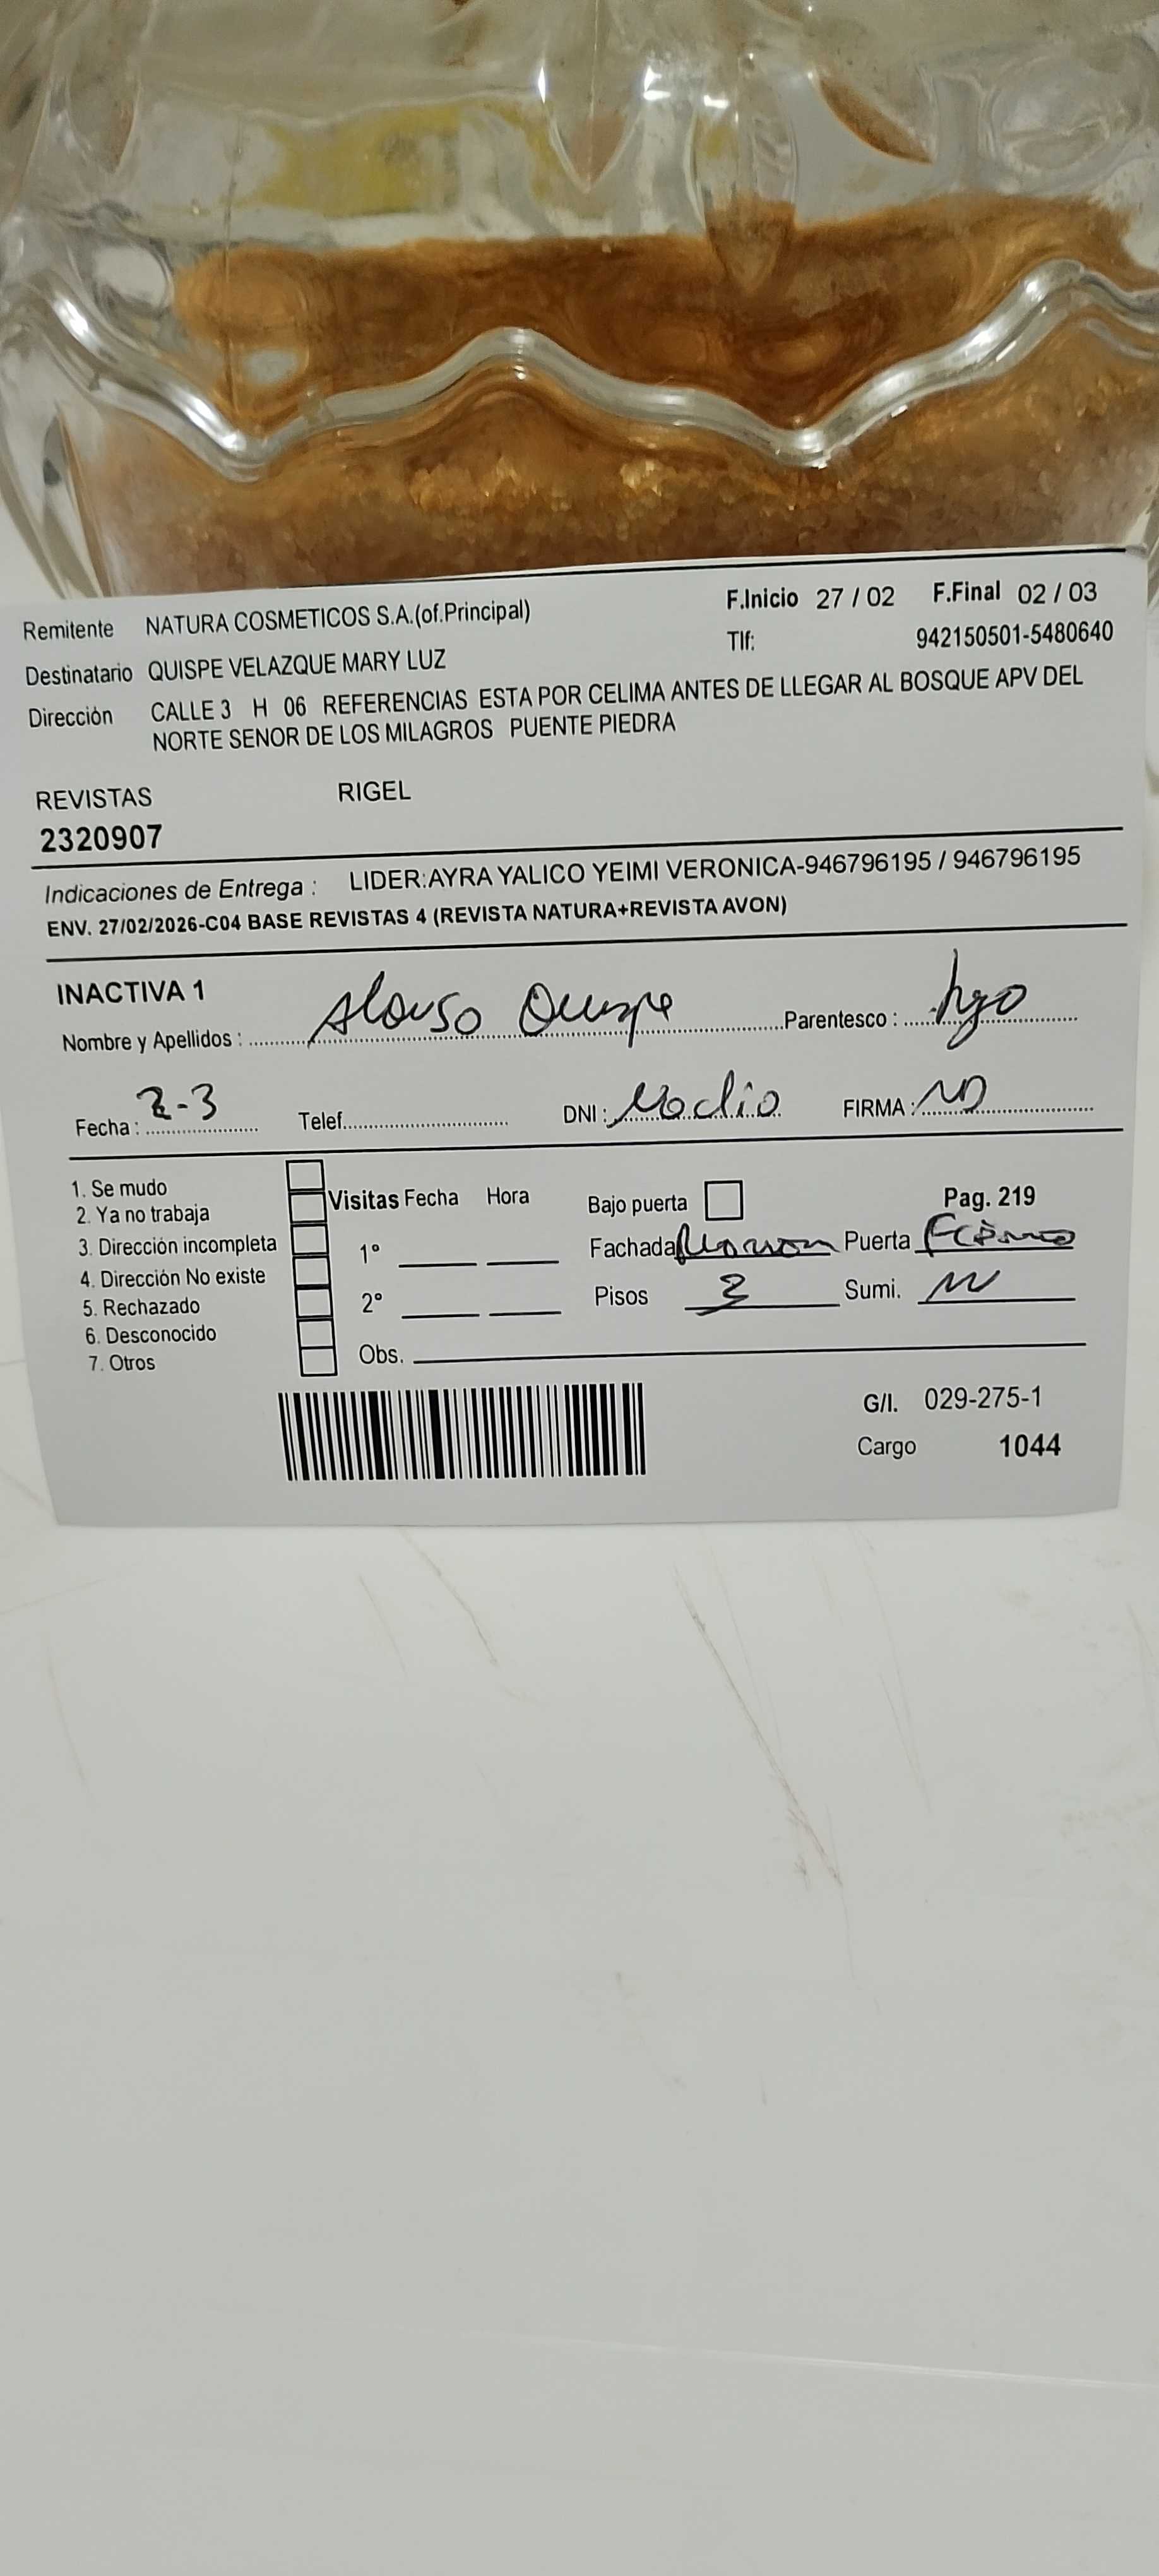 Remitente NATURA COSMETICOS S.A.(of.Principal) F.Inicio 27 / 02 F.Final 02 / 03
Destinatario QUISPE VELAZQUE MARY LUZ Tlf: 942150501-5480640
Dirección CALLE 3 H 06 REFERENCIAS ESTA POR CELIMA ANTES DE LLEGAR AL BOSQUE APV DEL
NORTE SENOR DE LOS MILAGROS PUENTE PIEDRA
REVISTAS RIGEL
2320907
Indicaciones de Entrega : LIDER:AYRA YALICO YEIMI VERONICA-946796195 / 946796195
ENV. 27/02/2026-C04 BASE REVISTAS 4 (REVISTA NATURA+REVISTA AVON)
INACTIVA 1
Nombre y Apellidos : Alonso Quispe Parentesco : hijo
Fecha : 2-3 Telef. DNI : FIRMA :
1. Se mudo
2. Ya no trabaja
3. Dirección incompleta
4. Dirección No existe
5. Rechazado
6. Desconocido
7. Otros
Visitas Fecha Hora
1°
2°
Obs.
Bajo puerta Pag. 219
Fachada Puerta
Pisos 3 Sumi.
G/I. 029-275-1
Cargo 1044